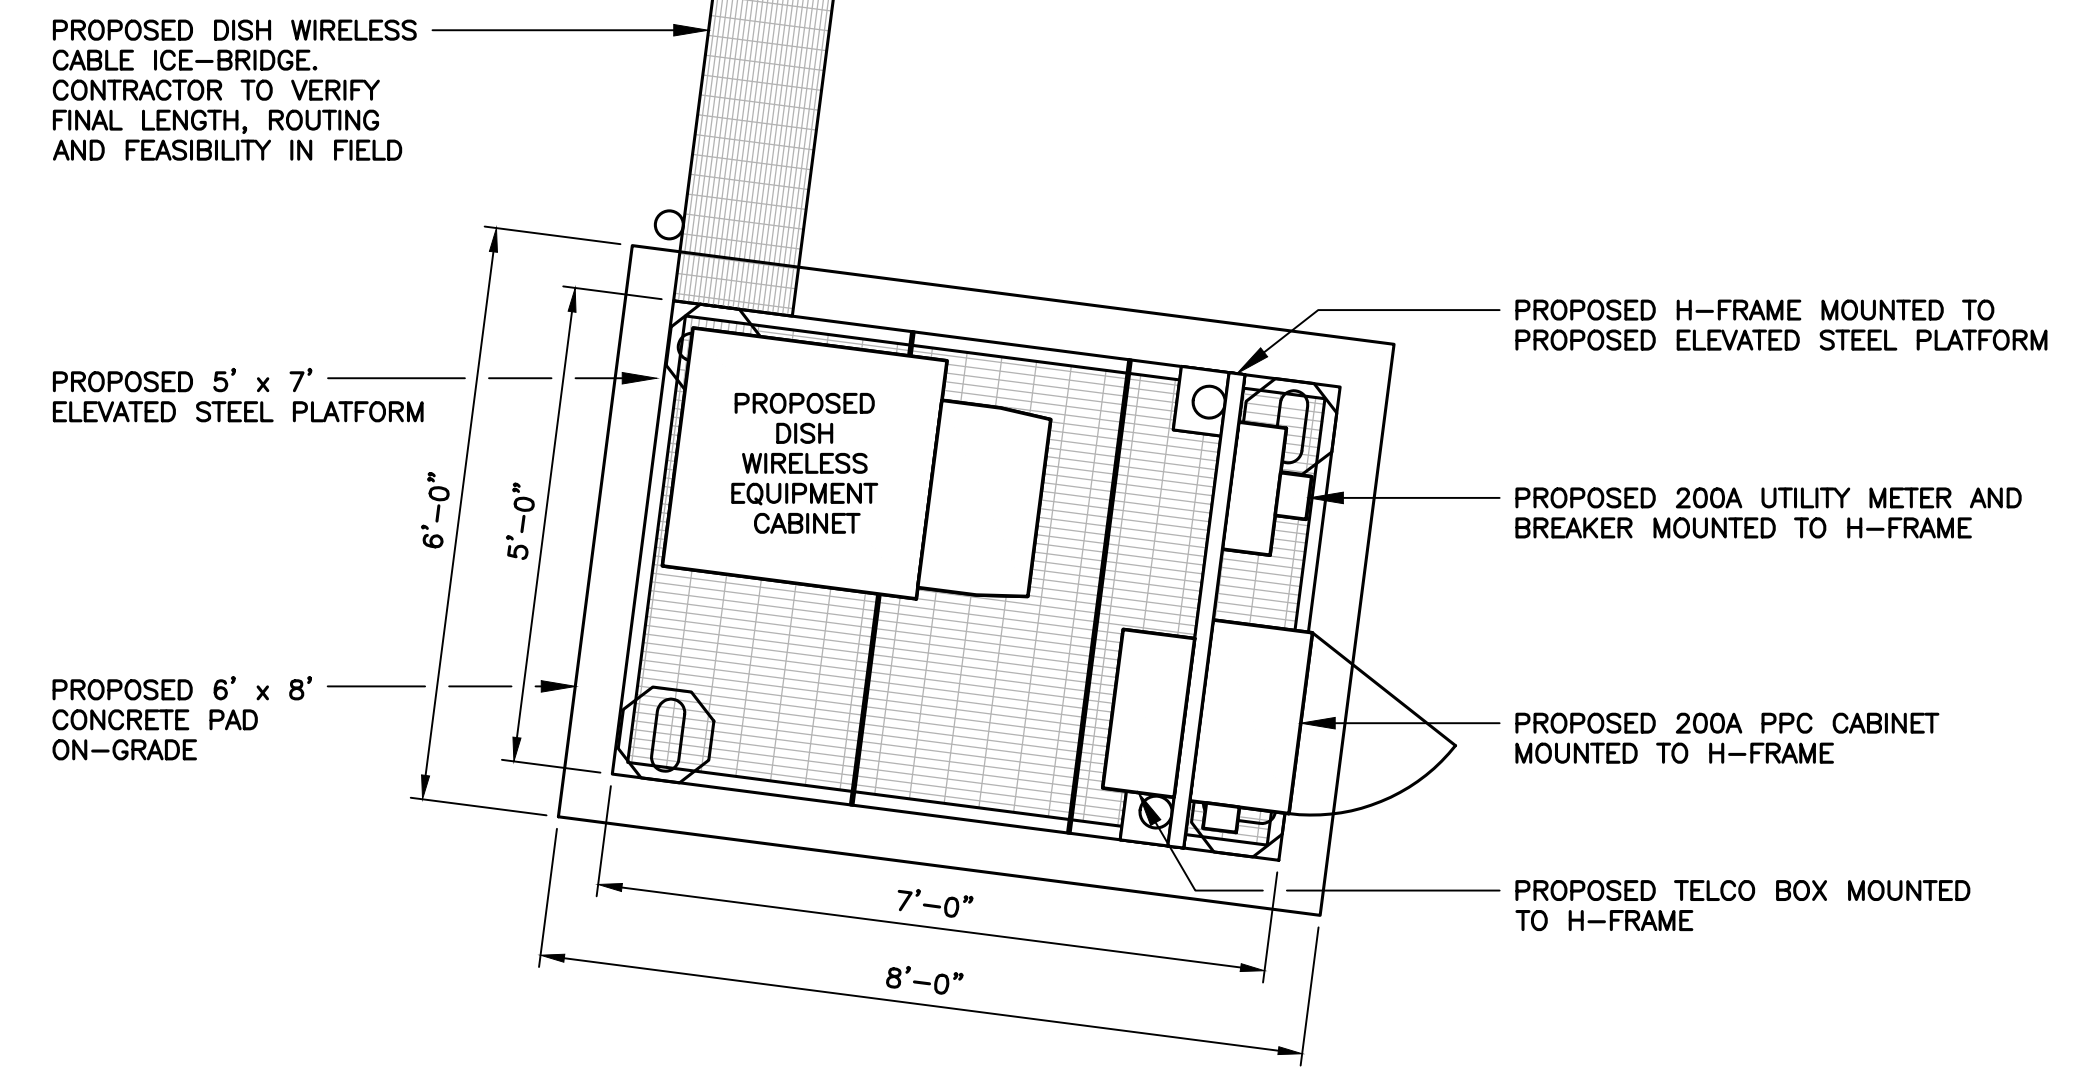 PROPOSED DISH WIRELESS
CABLE ICE-BRIDGE.
CONTRACTOR TO VERIFY
FINAL LENGTH, ROUTING
AND FEASIBILITY IN FIELD
PROPOSED 5' x 7'
ELEVATED STEEL PLATFORM
6'-0"
5'-0"
PROPOSED 6' x 8'
CONCRETE PAD
ON-GRADE
PROPOSED
DISH
WIRELESS
EQUIPMENT
CABINET
7'-0"
8'-0"
PROPOSED H-FRAME MOUNTED TO
PROPOSED ELEVATED STEEL PLATFORM
PROPOSED 200A UTILITY METER AND
BREAKER MOUNTED TO H-FRAME
PROPOSED 200A PPC CABINET
MOUNTED TO H-FRAME
PROPOSED TELCO BOX MOUNTED
TO H-FRAME